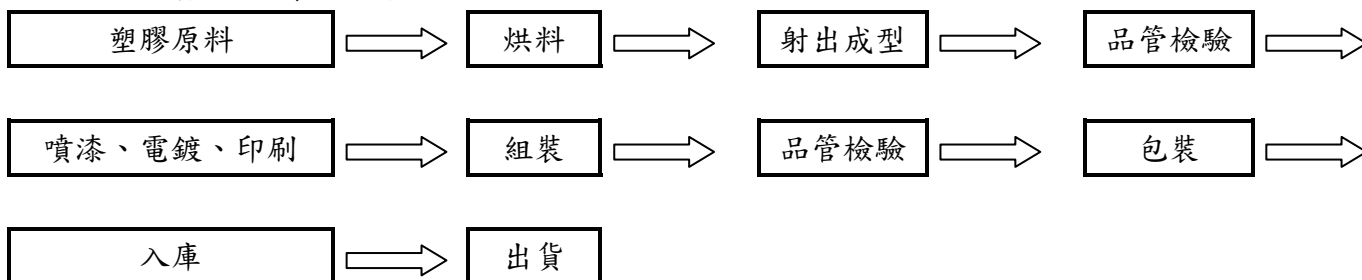 塑膠原料 烘料 射出成型 品管檢驗
噴漆、電鍍、印刷 組裝 品管檢驗 包裝
入庫 出貨